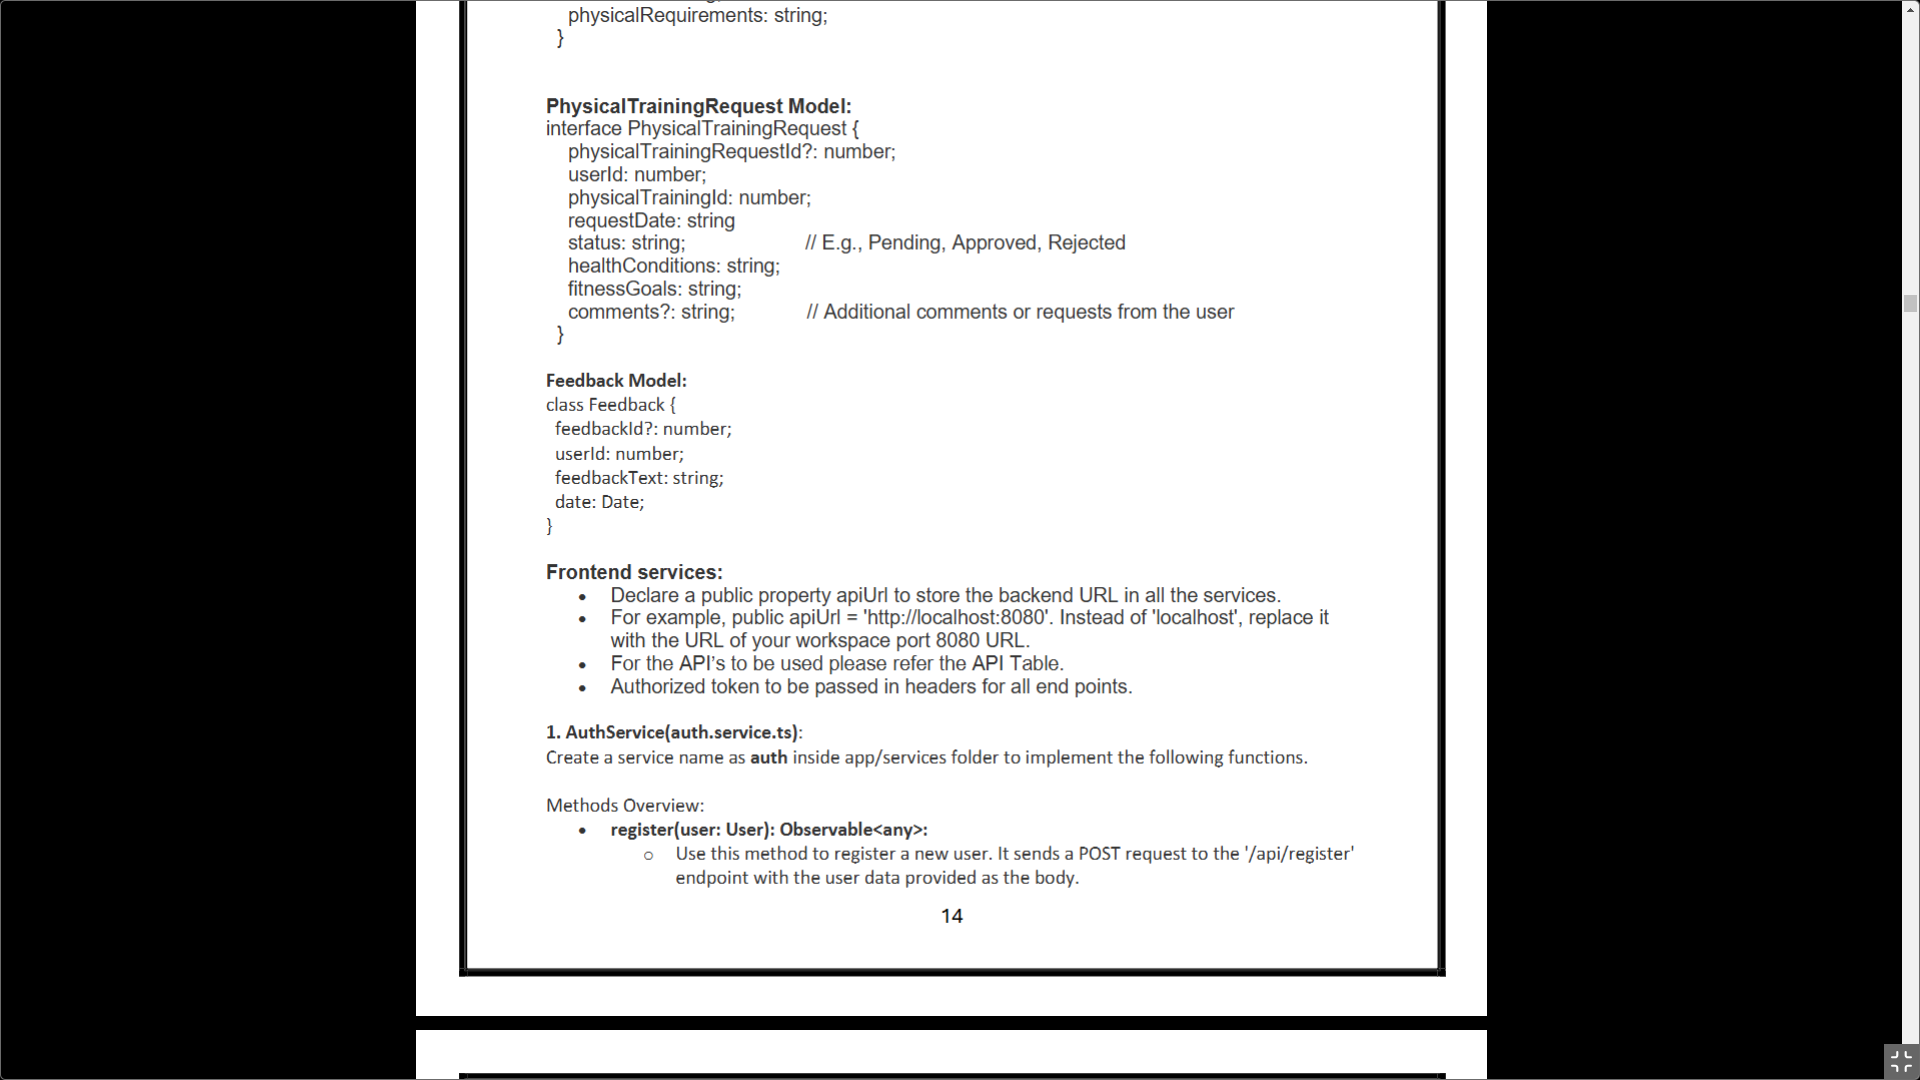 physicalRequirements: string;
}
PhysicalTrainingRequest Model:
interface PhysicalTrainingRequest {
physicalTrainingRequestId?: number;
userId: number;
physicalTrainingId: number;
requestDate: string
status: string; // E.g., Pending, Approved, Rejected
healthConditions: string;
fitnessGoals: string;
comments?: string; // Additional comments or requests from the user
}
Feedback Model:
class Feedback {
feedbackId?: number;
userId: number;
feedbackText: string;
date: Date;
}
Frontend services:
• Declare a public property apiUrl to store the backend URL in all the services.
• For example, public apiUrl = 'http://localhost:8080'. Instead of 'localhost', replace it
with the URL of your workspace port 8080 URL.
• For the API's to be used please refer the API Table.
• Authorized token to be passed in headers for all end points.
1. AuthService(auth.service.ts):
Create a service name as auth inside app/services folder to implement the following functions.
Methods Overview:
• register(user: User): Observable<any>:
o Use this method to register a new user. It sends a POST request to the '/api/register'
endpoint with the user data provided as the body.
14